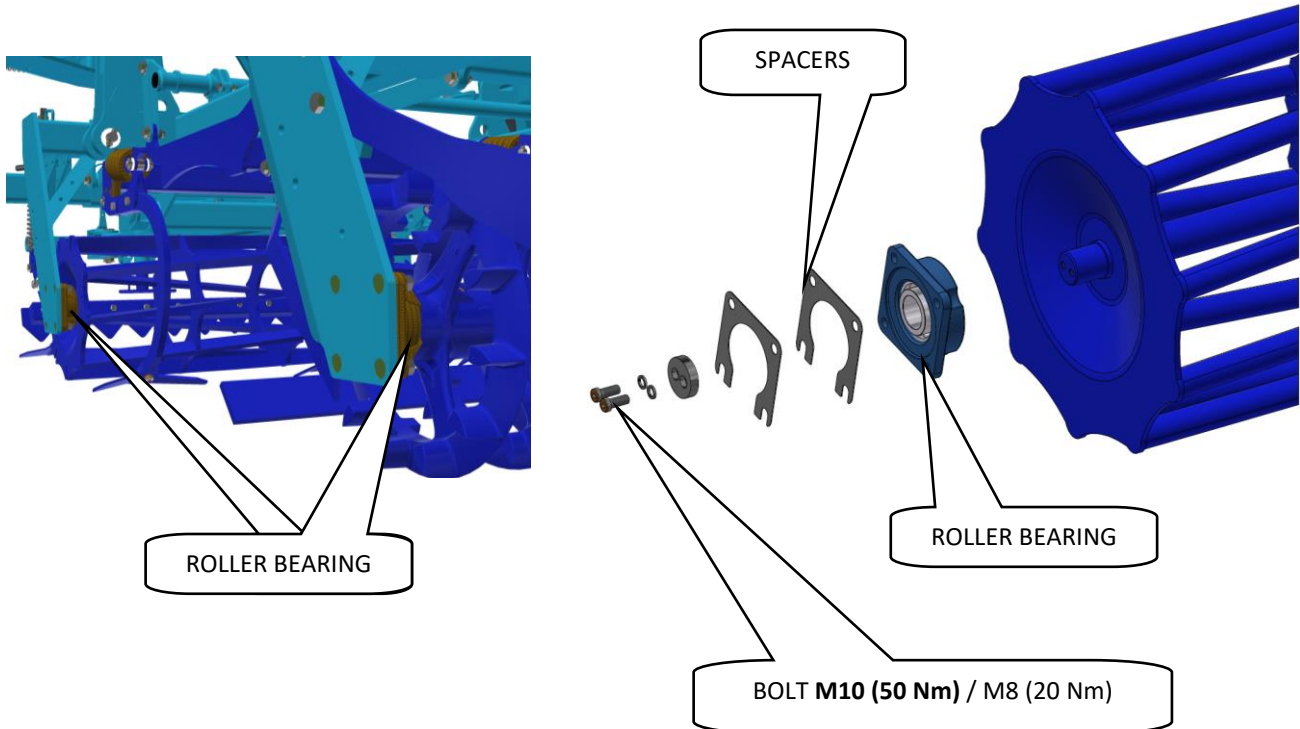 SPACERS
ROLLER BEARING
ROLLER BEARING
BOLT M10 (50 Nm) / M8 (20 Nm)